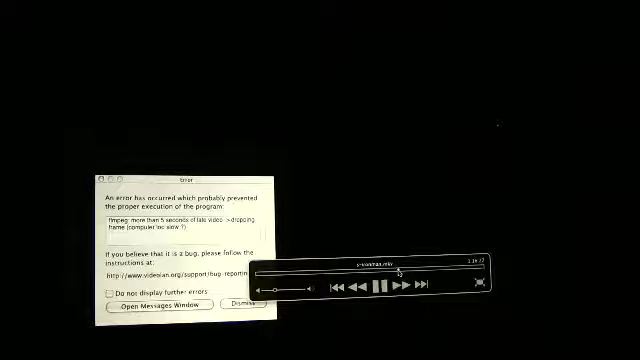 Error
An error has occurred which probably prevented
the proper execution of the program:
ffmpeg: more than 5 seconds of late video -> dropping
frame (computer too slow ?)
If you believe that it is a bug, please follow the
instructions at:
http://www.videolan.org/support/bug-reportin
Do not display further errors
Open Messages Window
Dismiss